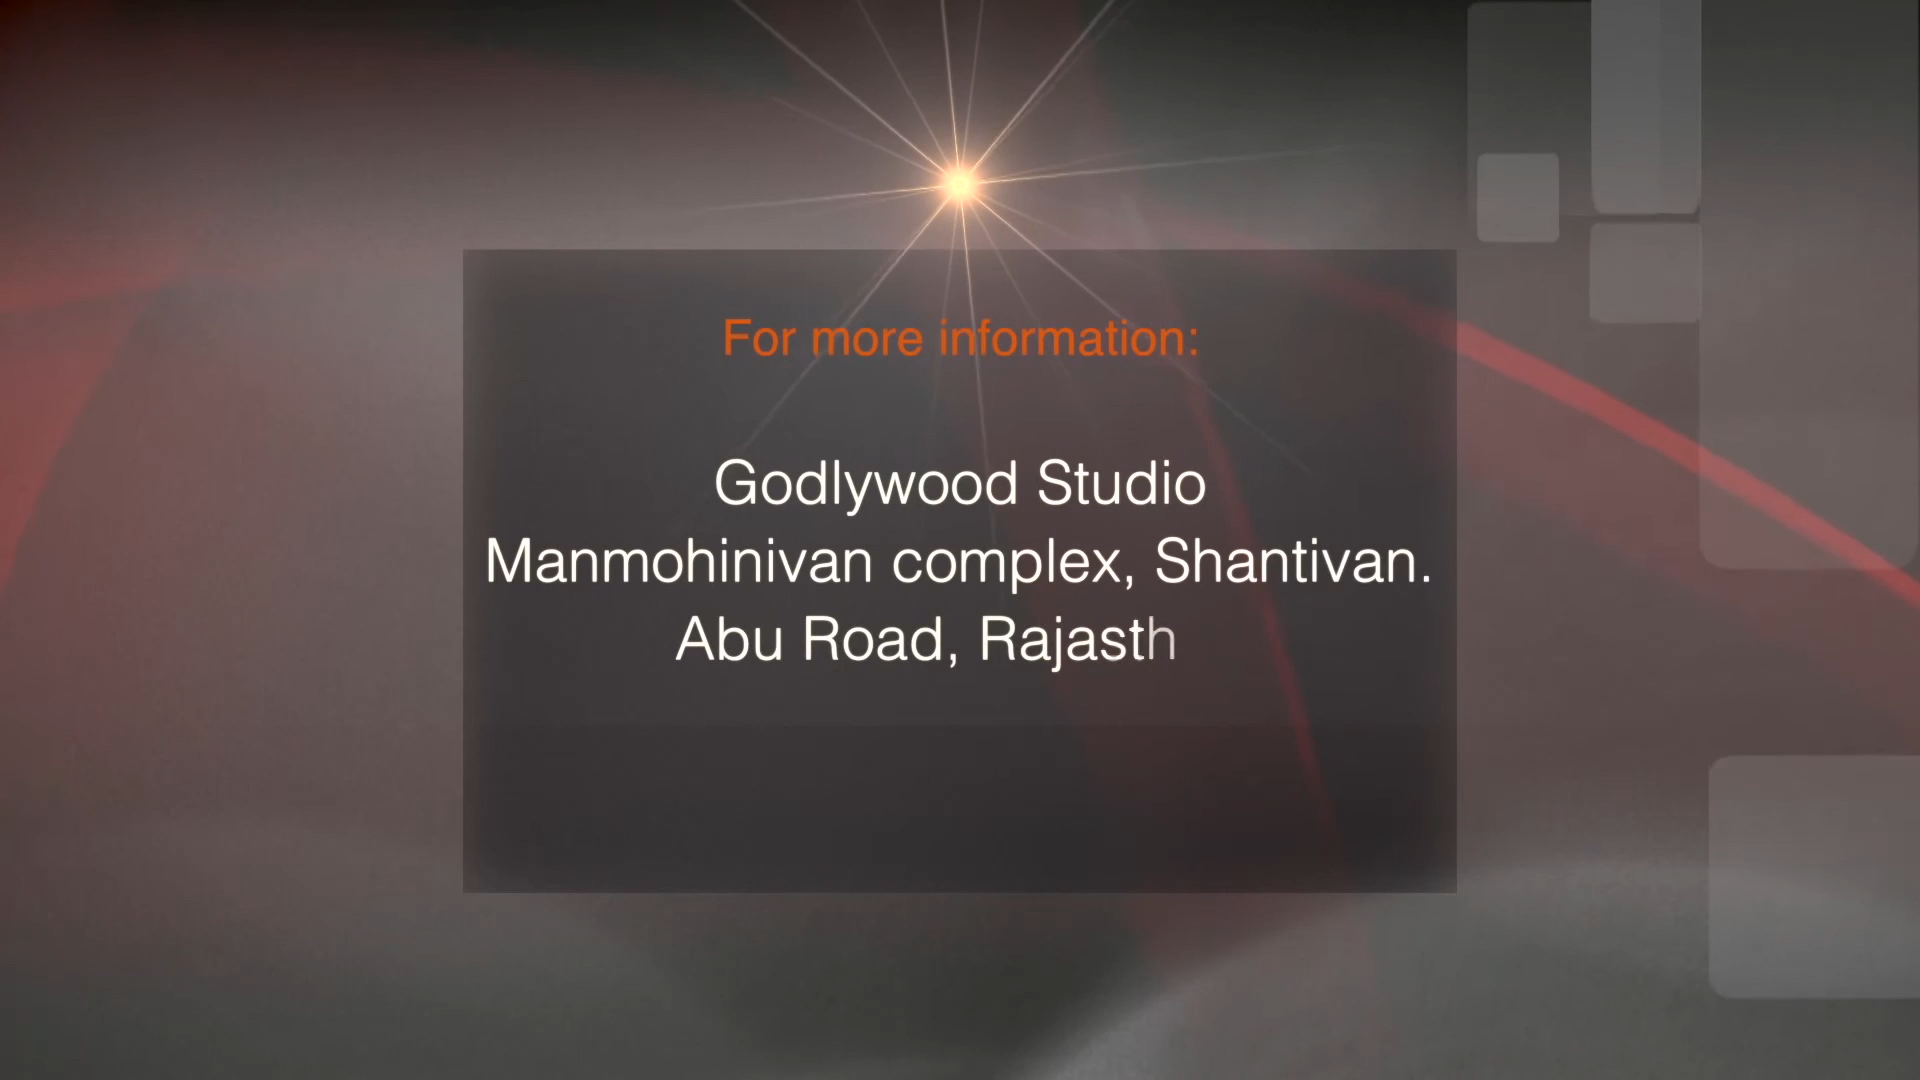 For more information:
Godlywood Studio
Manmohinivan complex, Shantivan.
Abu Road, Rajasth